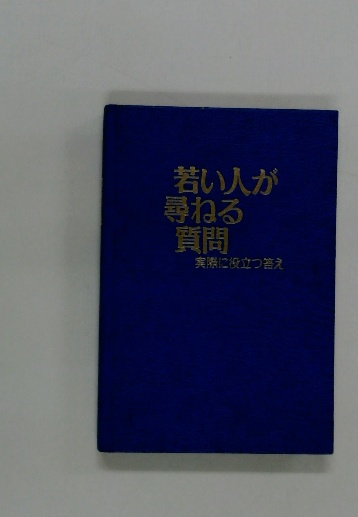 若い人が
尋ねる
質問
実際に役立つ答え